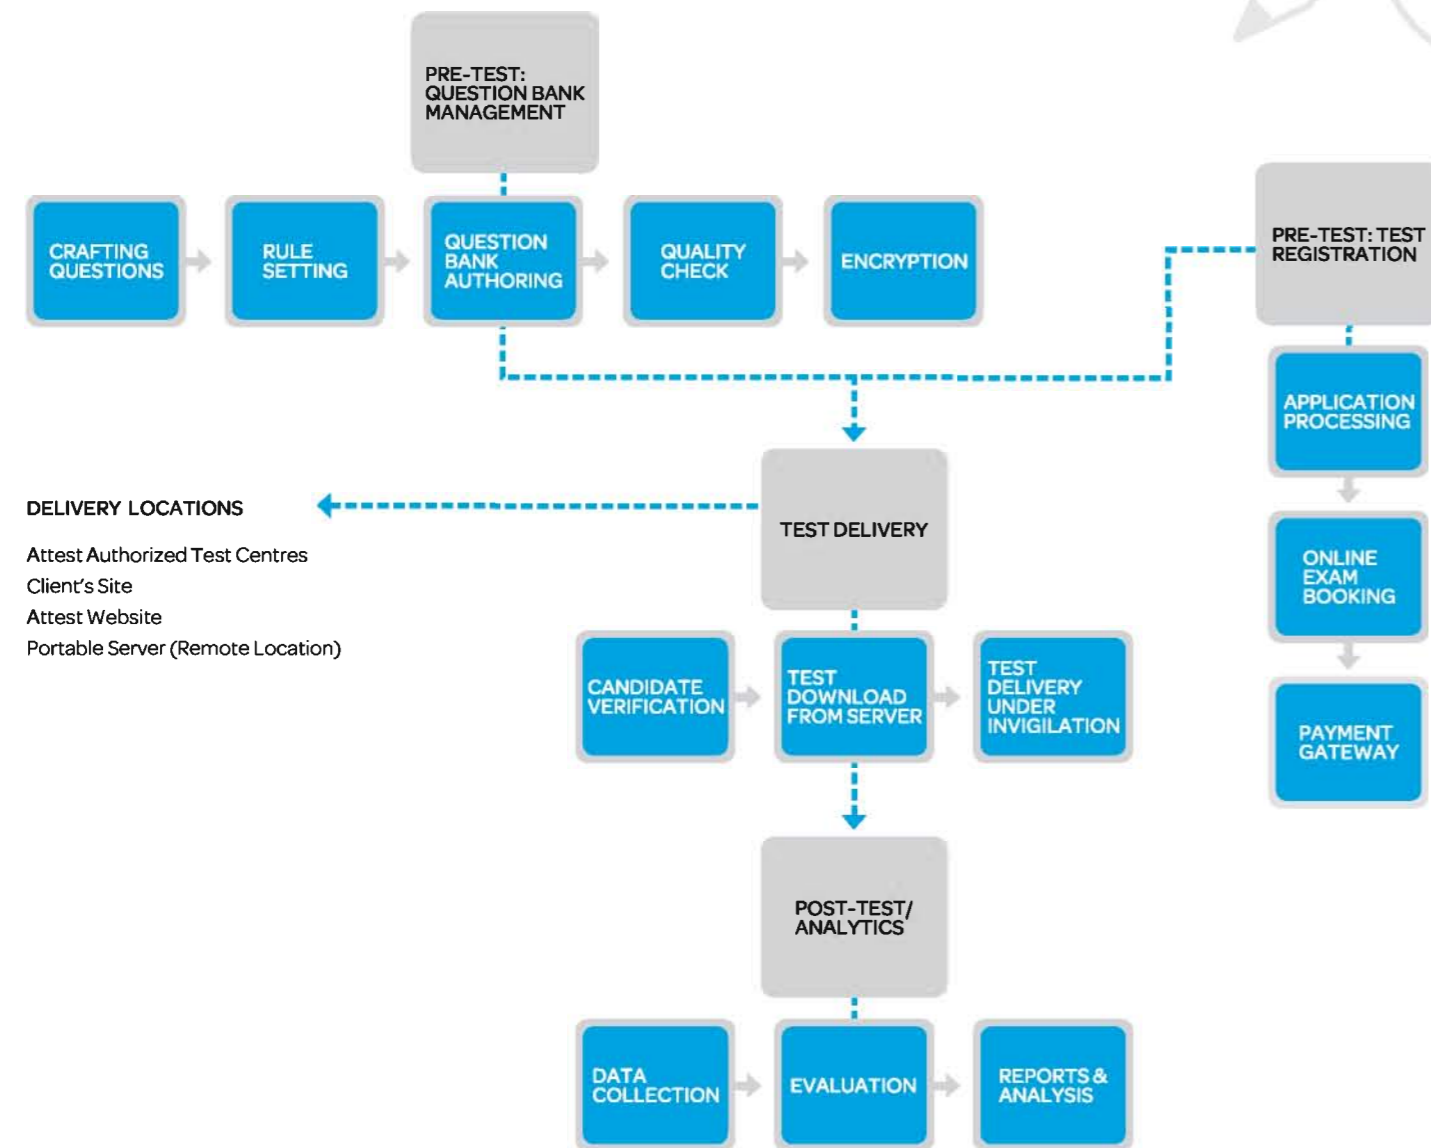 PRE-TEST:
QUESTION BANK
MANAGEMENT
CRAFTING
QUESTIONS
RULE
SETTING
QUESTION
BANK
AUTHORING
QUALITY
CHECK
ENCRYPTION
PRE-TEST: TEST
REGISTRATION
APPLICATION
PROCESSING
ONLINE
EXAM
BOOKING
PAYMENT
GATEWAY
DELIVERY LOCATIONS
Attest Authorized Test Centres
Client's Site
Attest Website
Portable Server (Remote Location)
TEST DELIVERY
CANDIDATE
VERIFICATION
TEST
DOWNLOAD
FROM SERVER
TEST
DELIVERY
UNDER
INVIGILATION
POST-TEST/
ANALYTICS
DATA
COLLECTION
EVALUATION
REPORTS &
ANALYSIS